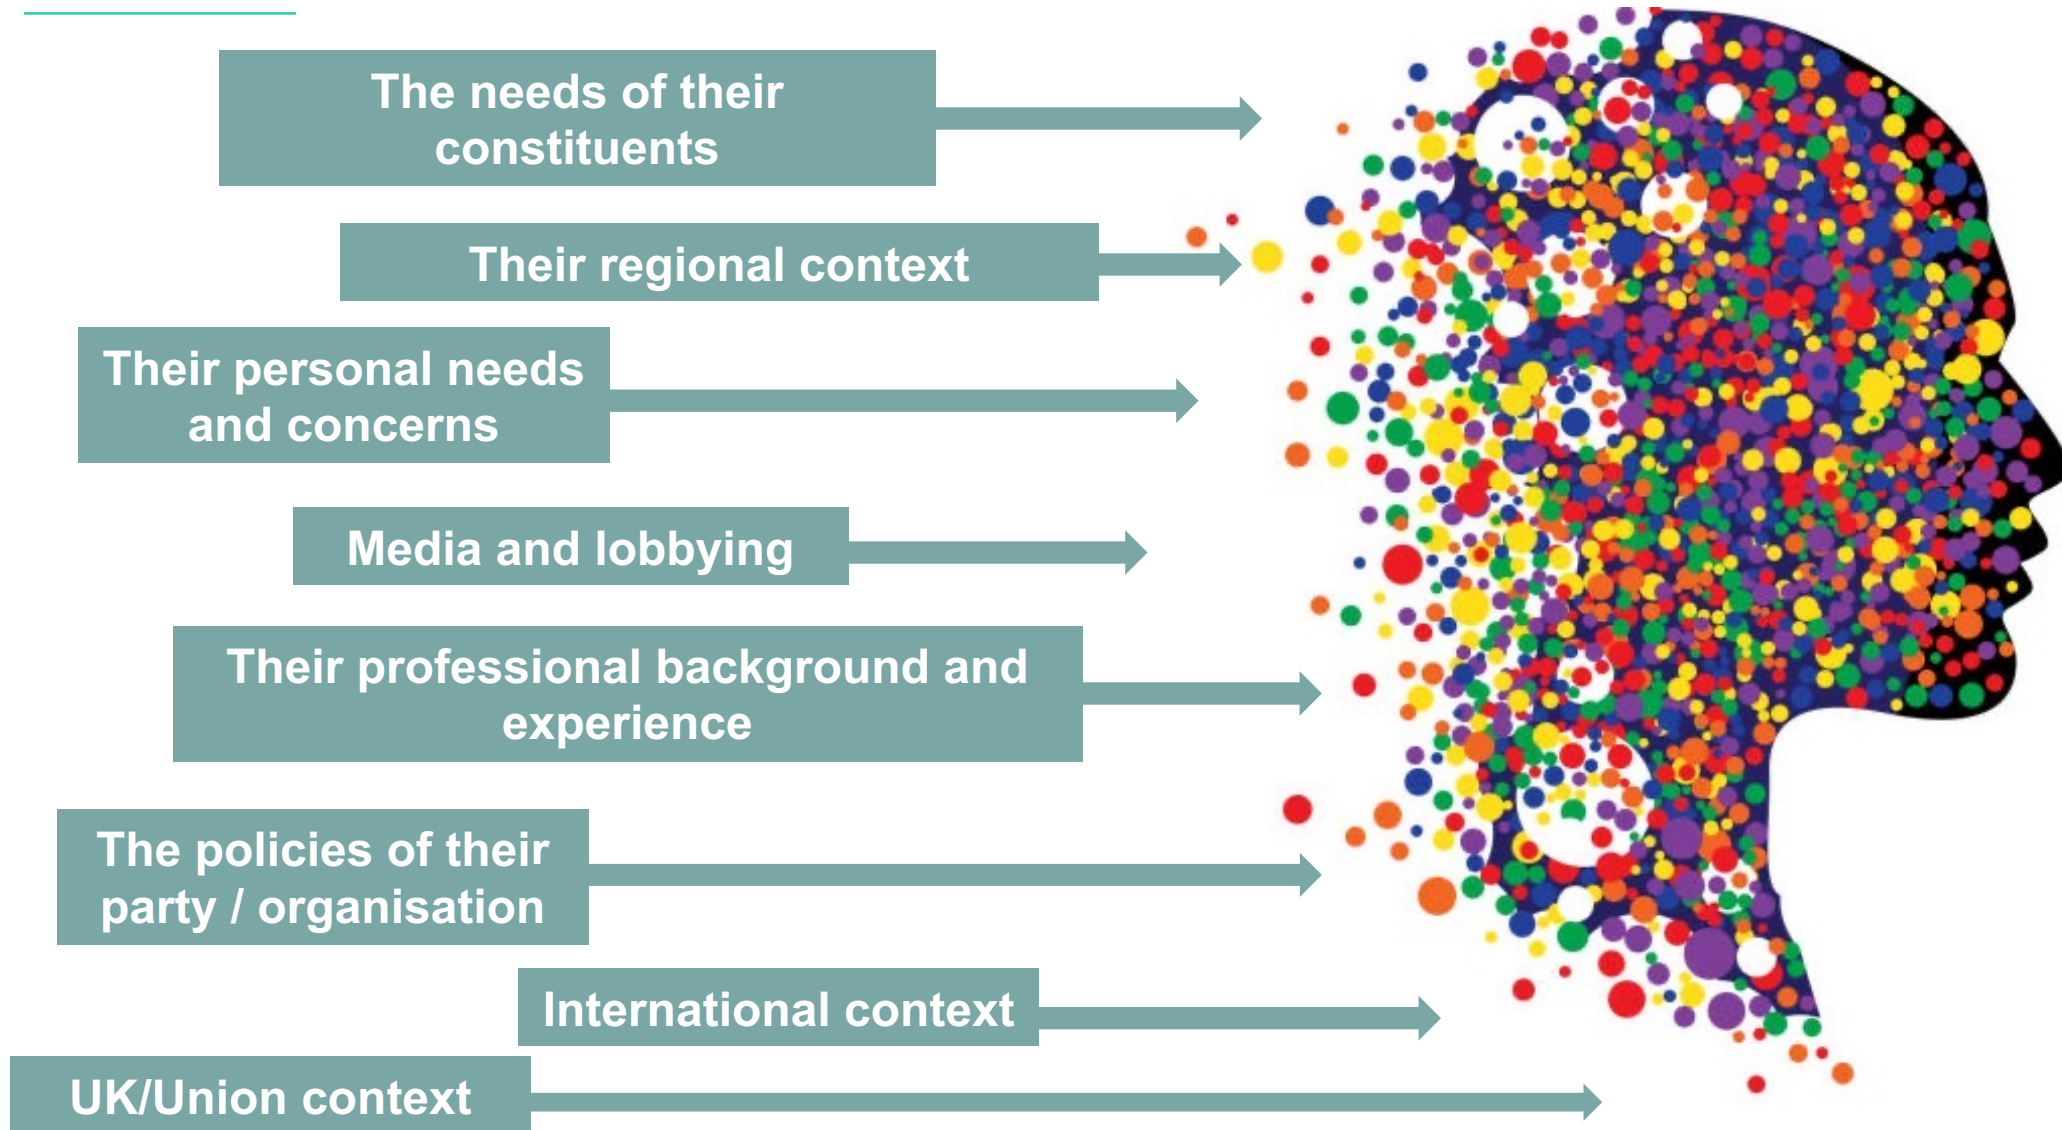 The needs of their
constituents
Their regional context
Their personal needs
and concerns
Media and lobbying
Their professional background and
experience
The policies of their
party / organisation
International context
UK/Union context